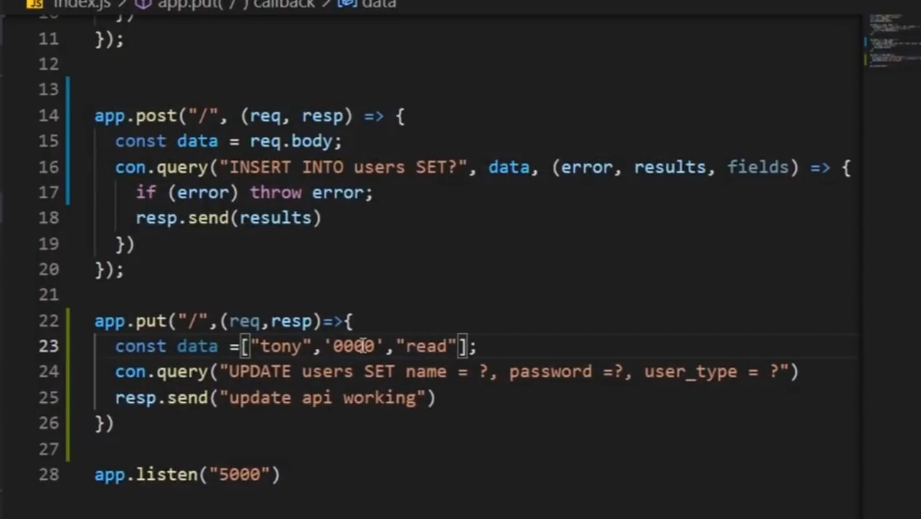 index.js > app.put('/') callback > data
10 })
11 });
12
13
14 app.post("/", (req, resp) => {
15 const data = req.body;
16 con.query("INSERT INTO users SET?", data, (error, results, fields) => {
17 if (error) throw error;
18 resp.send(results)
19 })
20 });
21
22 app.put("/",(req,resp)=>{
23 const data =["tony",'0000',"read"];
24 con.query("UPDATE users SET name = ?, password =?, user_type = ?")
25 resp.send("update api working")
26 })
27
28 app.listen("5000")